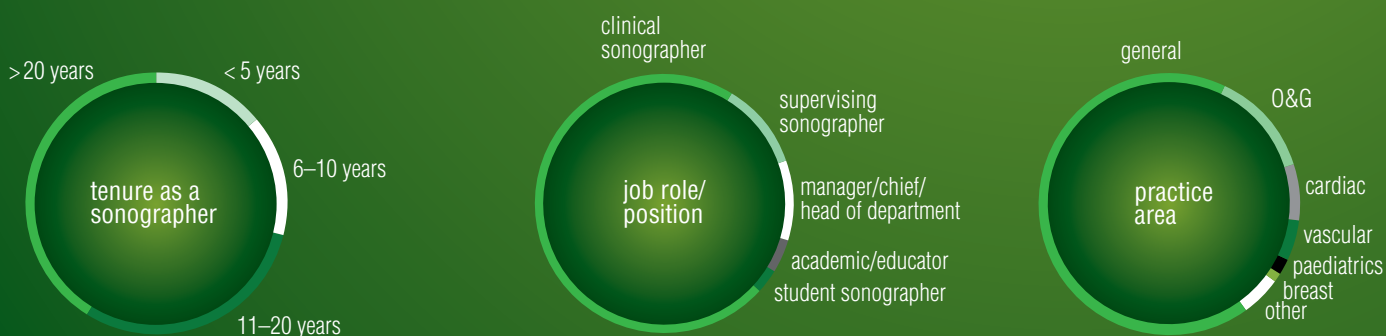 >20 years
< 5 years
6–10 years
11–20 years
tenure as a
sonographer
clinical
sonographer
supervising
sonographer
manager/chief/
head of department
academic/educator
student sonographer
job role/
position
general
O&G
cardiac
vascular
paediatrics
breast
other
practice
area